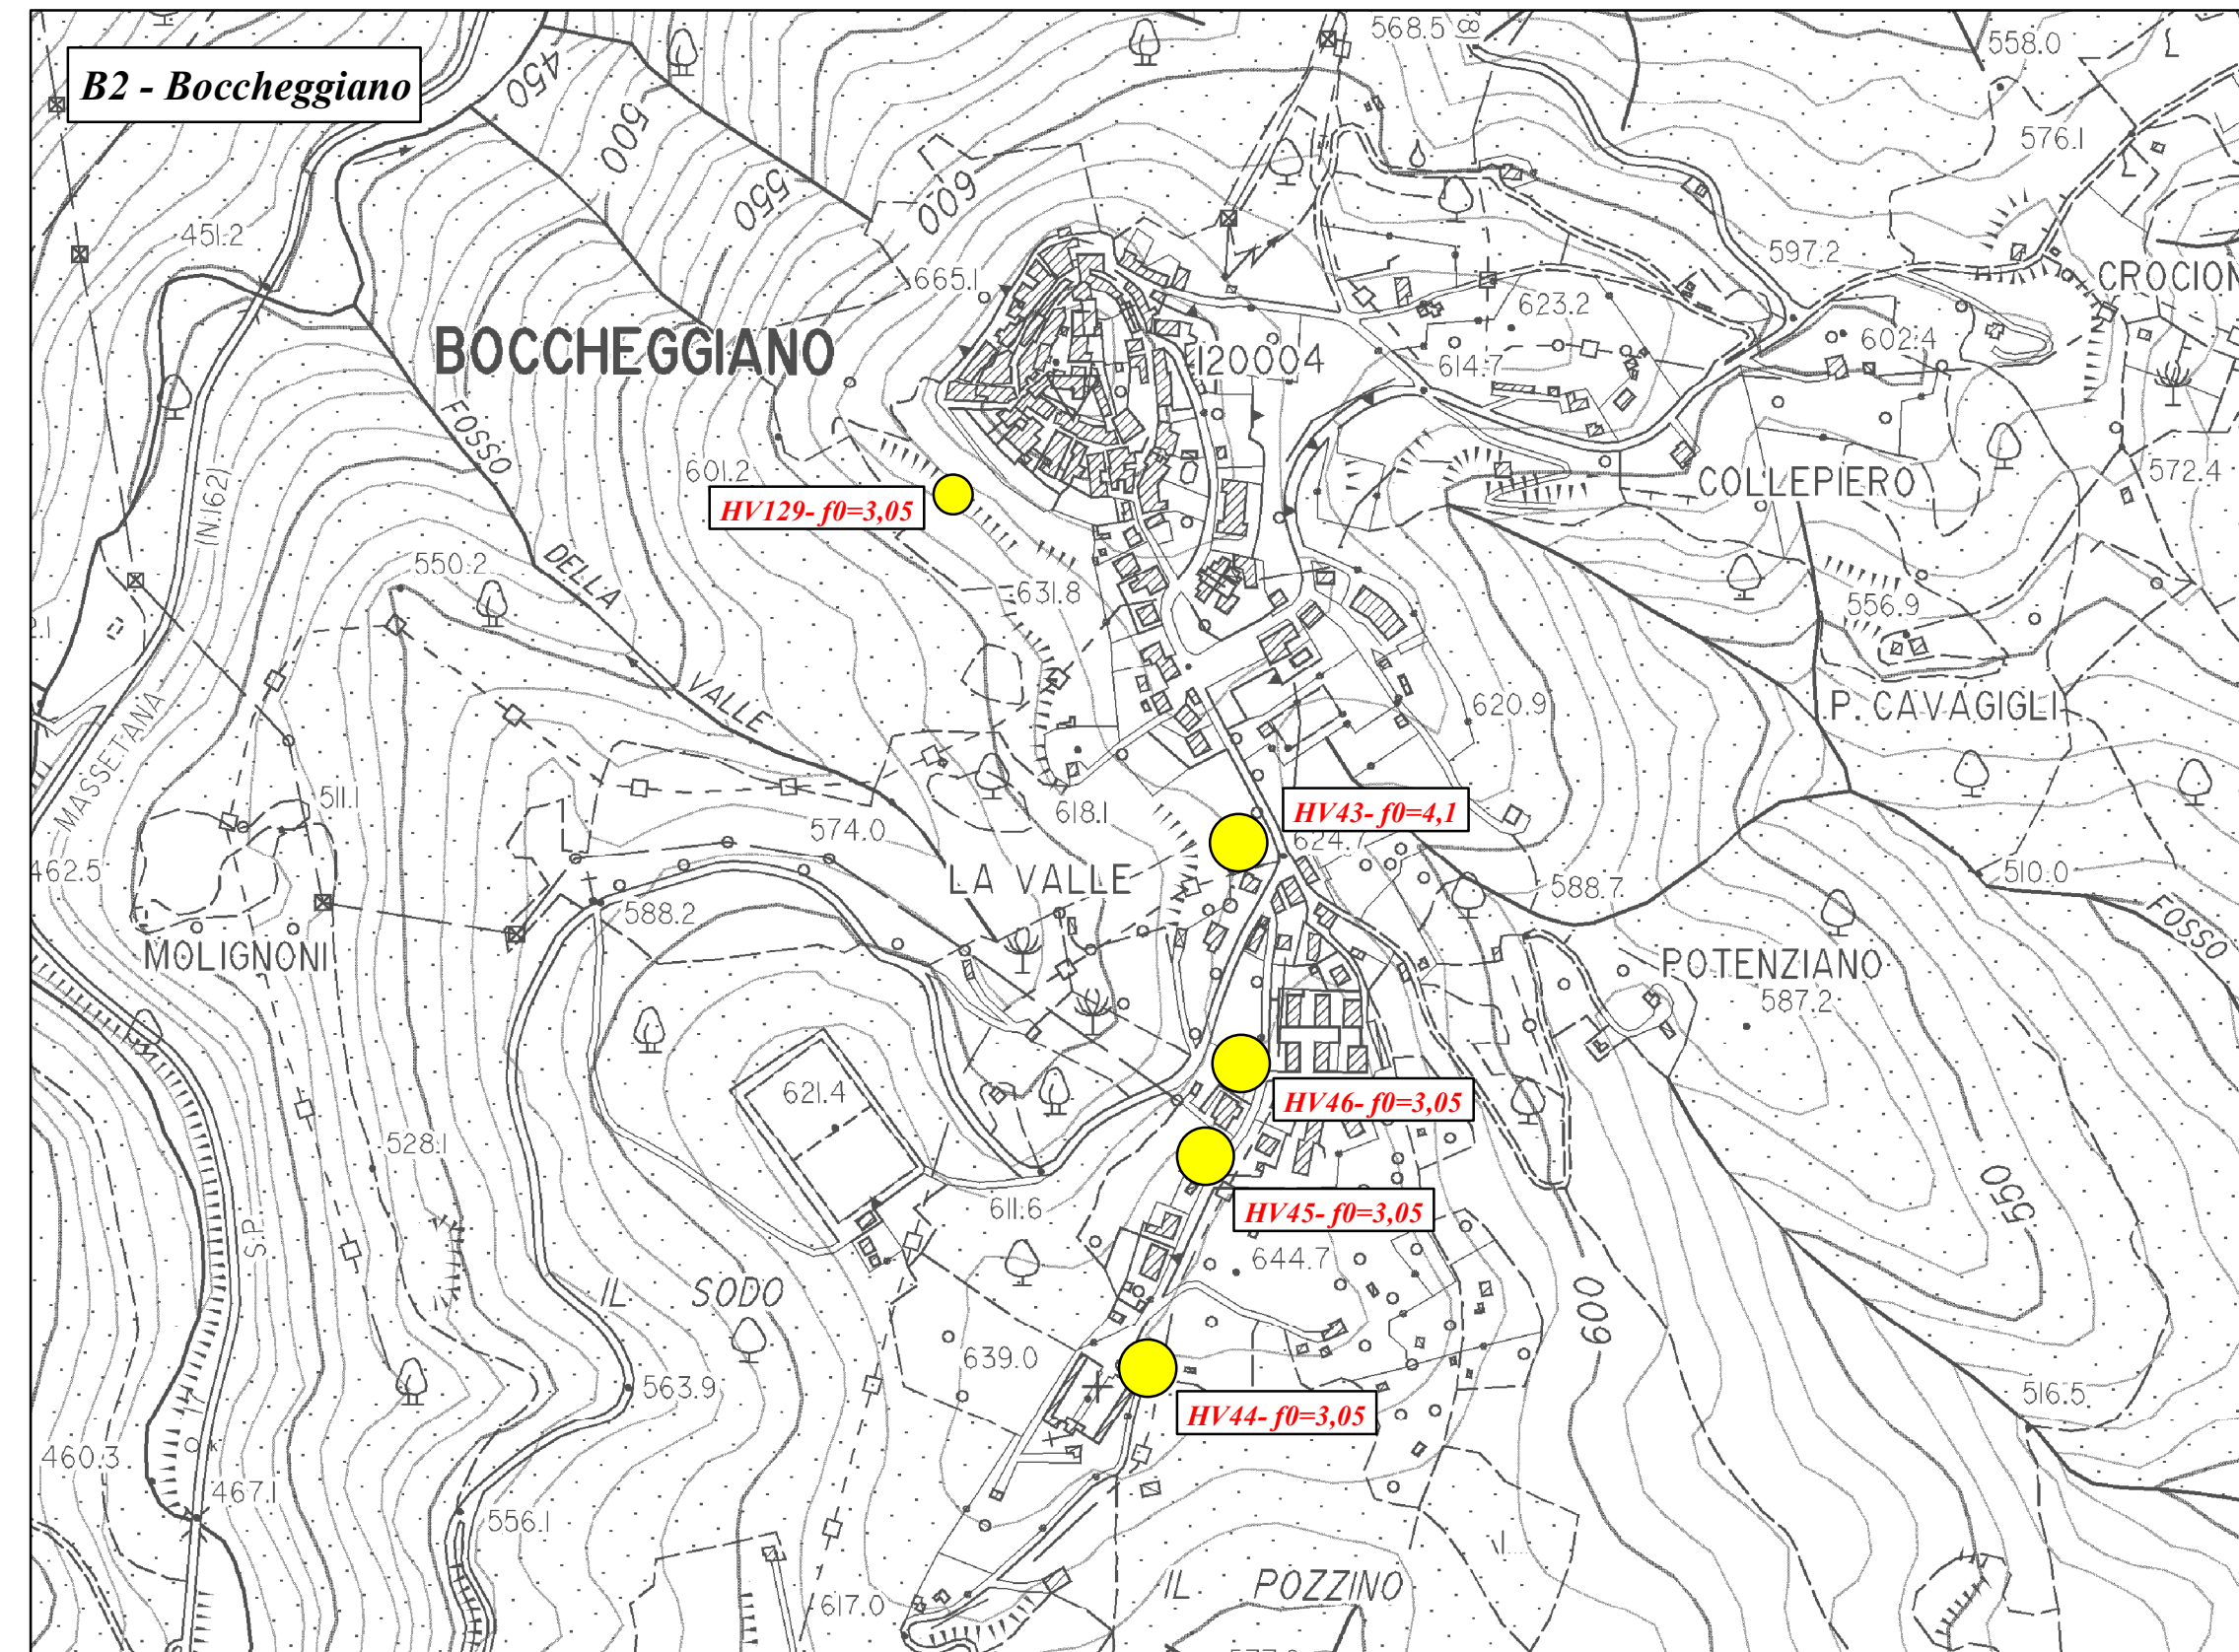 568.5
558.0
B2 - Boccheggiano
450
500
550
600
576.1
451.2
665.1
597.2
CROCION
623.2
602.4
BOCCHEGGIANO
120004
614.7
FOSSO
601.2
572.4
COLLEPIERO
(N.162)
HV129- f0=3,05
550.2
DELLA
631.8
556.9
VALLE
620.9
P. CAVAGIGLI
MASSETANA
511.1
574.0
618.1
HV43- f0=4,1
624.7
462.5
LA VALLE
588.7
510.0
588.2
FOSSO
MOLIGNONI
POTENZIANO
587.2
621.4
HV46- f0=3,05
528.1
611.6
HV45- f0=3,05
550
S.P.
644.7
IL SODO
600
639.0
563.9
516.5
HV44- f0=3,05
460.3
467.1
556.1
617.0
IL POZZINO